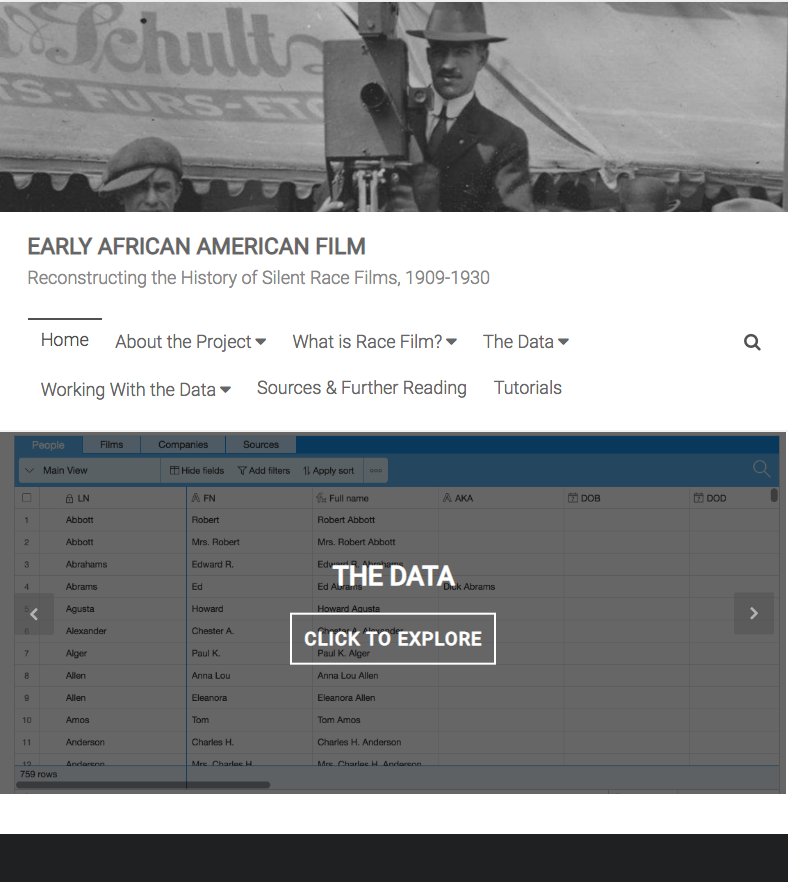 Schult
S-FURS-ETC
EARLY AFRICAN AMERICAN FILM
Reconstructing the History of Silent Race Films, 1909-1930
Home About the Project What is Race Film? The Data
Working With the Data Sources & Further Reading Tutorials
People Films Companies Sources
Main View Hide fields Add filters Apply sort
LN FN Full name AKA DOB DOD
1 Abbott Robert Robert Abbott
2 Abbott Mrs. Robert Mrs. Robert Abbott
3 Abrahams Edward R. Edward R. Abrahams
THE DATA
4 Abrams Ed Ed Abrams Dick Abrams
5 Agusta Howard Howard Agusta
6 Alexander Chester A. Chester A. Alexander
CLICK TO EXPLORE
7 Alger Paul K. Paul K. Alger
8 Allen Anna Lou Anna Lou Allen
9 Allen Eleanora Eleanora Allen
10 Amos Tom Tom Amos
11 Anderson Charles H. Charles H. Anderson
12 Anderson Mrs. Charles H. Mrs. Charles H. Anderson
759 rows